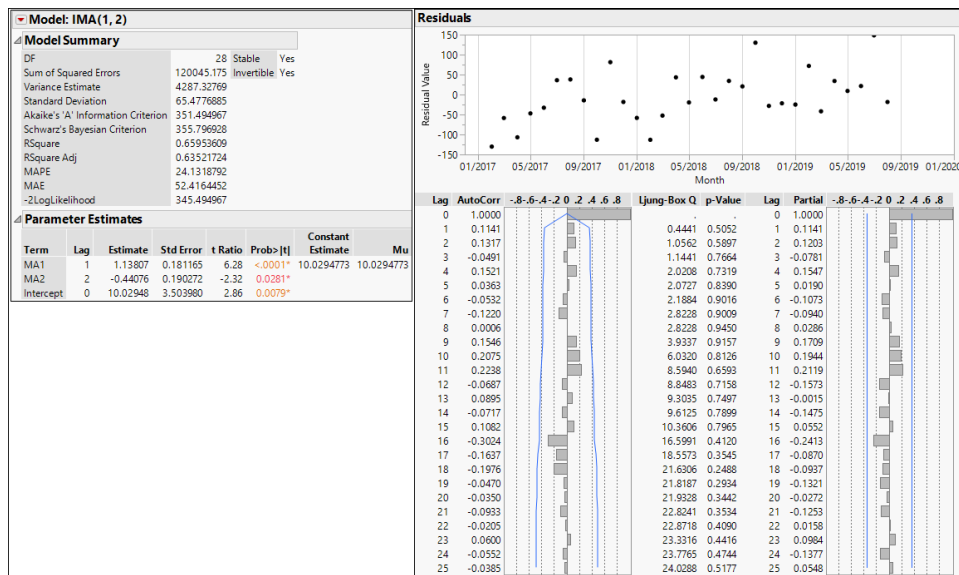 Model: IMA(1, 2)
Model Summary
DF 28 Stable Yes
Sum of Squared Errors 120045.175 Invertible Yes
Variance Estimate 4287.32769
Standard Deviation 65.4776885
Akaike's 'A' Information Criterion 351.494967
Schwarz's Bayesian Criterion 355.796928
RSquare 0.65953609
RSquare Adj 0.63521724
MAPE 24.1318792
MAE 52.4164452
-2LogLikelihood 345.494967
Parameter Estimates
Constant
Term Lag Estimate Std Error t Ratio Prob>|t| Estimate Mu
MA1 1 1.13807 0.181165 6.28 <.0001* 10.0294773 10.0294773
MA2 2 -0.44076 0.190272 -2.32 0.0281*
Intercept 0 10.02948 3.503980 2.86 0.0079*
Residuals
150
100
50
0
-50
-100
-150
Residual Value
01/2017 05/2017 09/2017 01/2018 05/2018 09/2018 01/2019 05/2019 09/2019 01/2020
Month
Lag AutoCorr -.8-.6-.4-.2 0 .2 .4 .6 .8 Ljung-Box Q p-Value Lag Partial -.8-.6-.4-.2 0 .2 .4 .6 .8
0 1.0000 . . 0 1.0000
1 0.1141 0.4441 0.5052 1 0.1141
2 0.1317 1.0562 0.5897 2 0.1203
3 -0.0491 1.1441 0.7664 3 -0.0781
4 0.1521 2.0208 0.7319 4 0.1547
5 0.0363 2.0727 0.8390 5 0.0190
6 -0.0532 2.1884 0.9016 6 -0.1073
7 -0.1220 2.8228 0.9009 7 -0.0940
8 0.0006 2.8228 0.9450 8 0.0286
9 0.1546 3.9337 0.9157 9 0.1709
10 0.2075 6.0320 0.8126 10 0.1944
11 0.2238 8.5940 0.6593 11 0.2119
12 -0.0687 8.8483 0.7158 12 -0.1573
13 0.0895 9.3035 0.7497 13 -0.0015
14 -0.0717 9.6125 0.7899 14 -0.1475
15 0.1082 10.3606 0.7965 15 0.0552
16 -0.3024 16.5991 0.4120 16 -0.2413
17 -0.1637 18.5573 0.3545 17 -0.0870
18 -0.1976 21.6306 0.2488 18 -0.0937
19 -0.0470 21.8187 0.2934 19 -0.1321
20 -0.0350 21.9328 0.3442 20 -0.0272
21 -0.0933 22.8241 0.3534 21 -0.1253
22 -0.0205 22.8718 0.4090 22 0.0158
23 0.0600 23.3316 0.4416 23 0.0984
24 -0.0552 23.7765 0.4744 24 -0.1377
25 -0.0385 24.0288 0.5177 25 0.0548